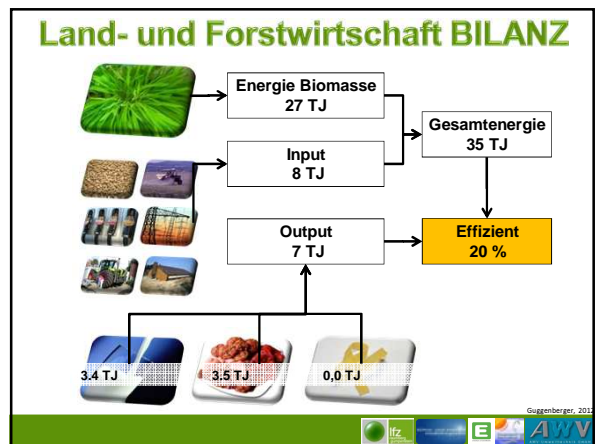 Land- und Forstwirtschaft BILANZ
Energie Biomasse
27 TJ
Gesamtenergie
35 TJ
Input
8 TJ
Output
7 TJ
Effizient
20 %
3.4 TJ
3.5 TJ
0,0 TJ
Guggenberger, 2012
lfz
E
AWV